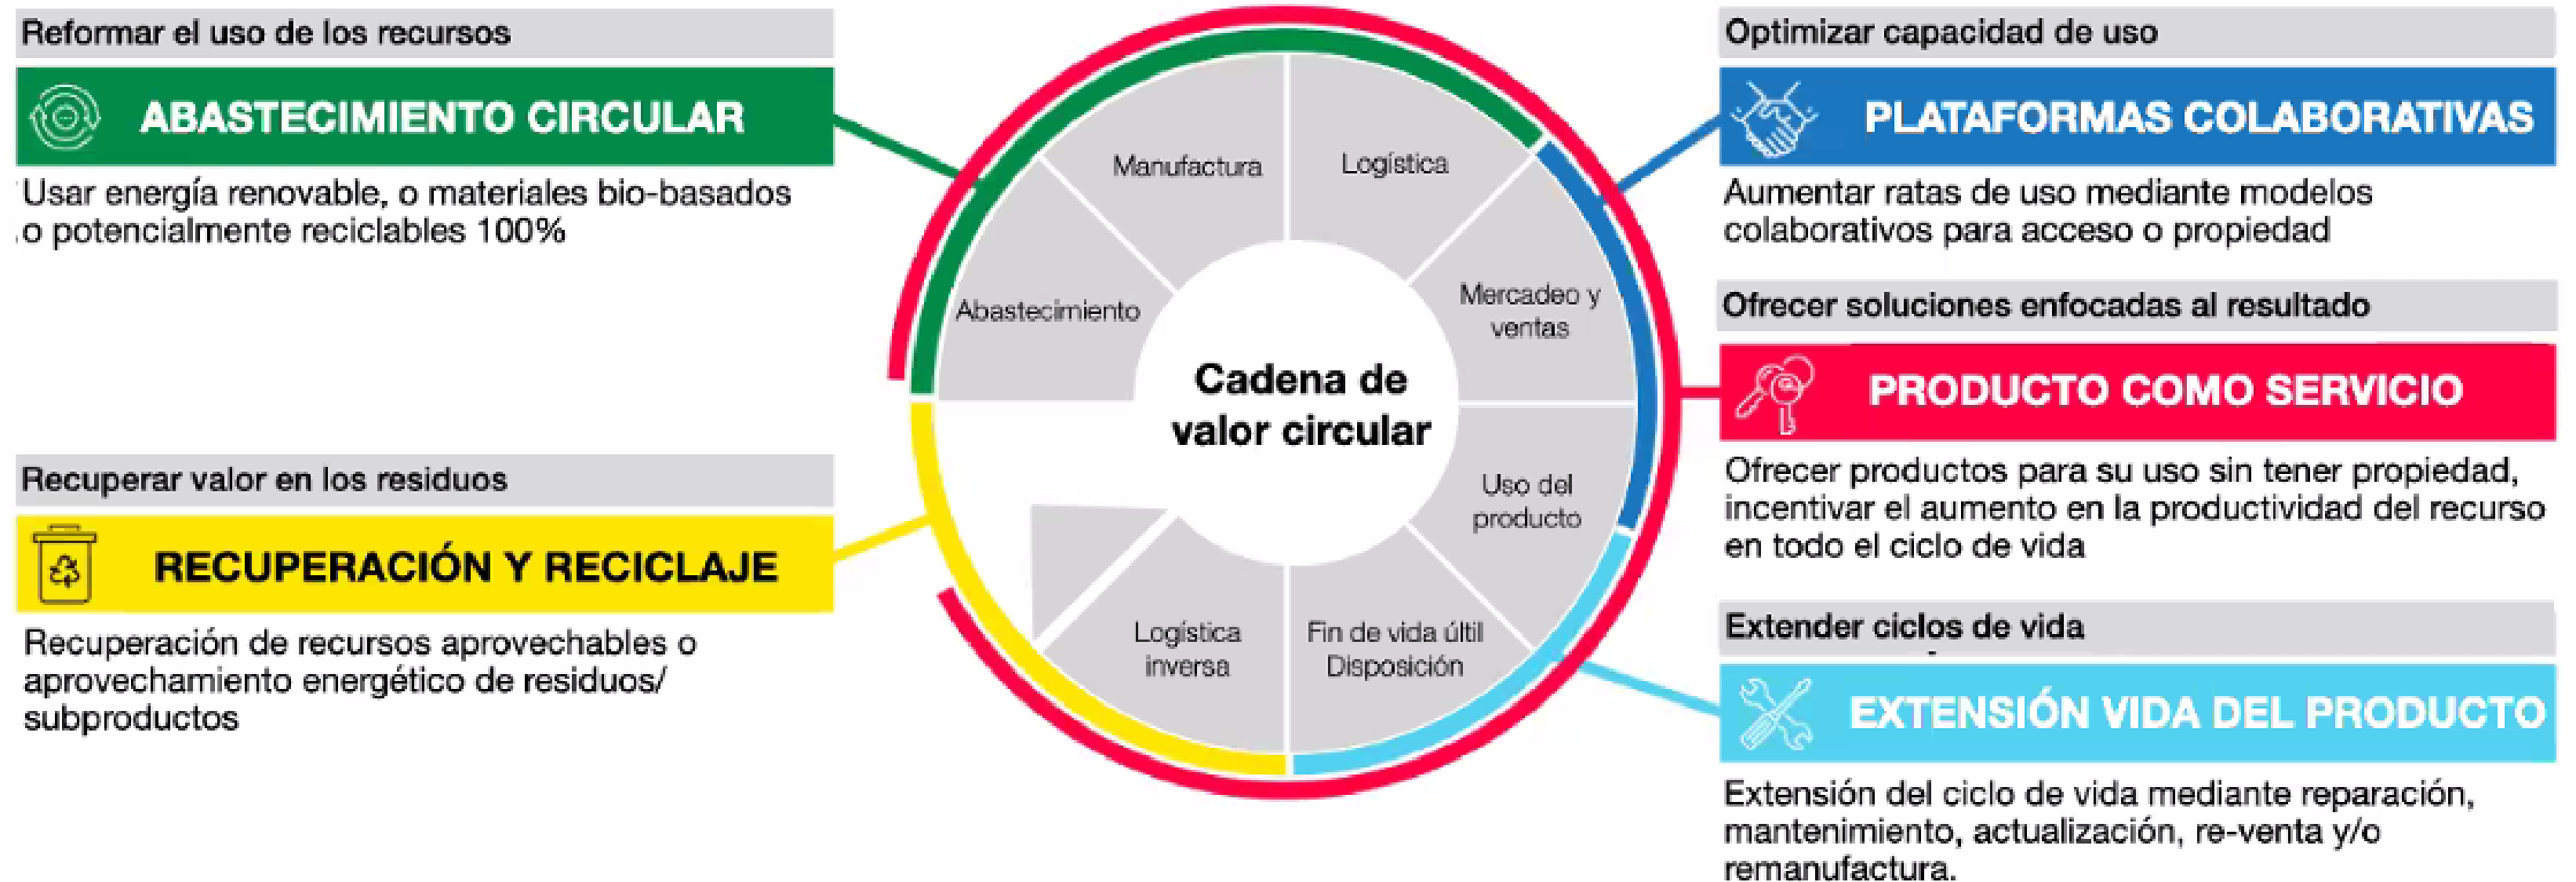 Reformar el uso de los recursos
ABASTECIMIENTO CIRCULAR
Usar energía renovable, o materiales bio-basados
o potencialmente reciclables 100%
Recuperar valor en los residuos
RECUPERACIÓN Y RECICLAJE
Recuperación de recursos aprovechables o
aprovechamiento energético de residuos/
subproductos
Manufactura
Logística
Abastecimiento
Mercadeo y
ventas
Cadena de
valor circular
Uso del
producto
Logística
inversa
Fin de vida últil
Disposición
Optimizar capacidad de uso
PLATAFORMAS COLABORATIVAS
Aumentar ratas de uso mediante modelos
colaborativos para acceso o propiedad
Ofrecer soluciones enfocadas al resultado
PRODUCTO COMO SERVICIO
Ofrecer productos para su uso sin tener propiedad,
incentivar el aumento en la productividad del recurso
en todo el ciclo de vida
Extender ciclos de vida
EXTENSIÓN VIDA DEL PRODUCTO
Extensión del ciclo de vida mediante reparación,
mantenimiento, actualización, re-venta y/o
remanufactura.